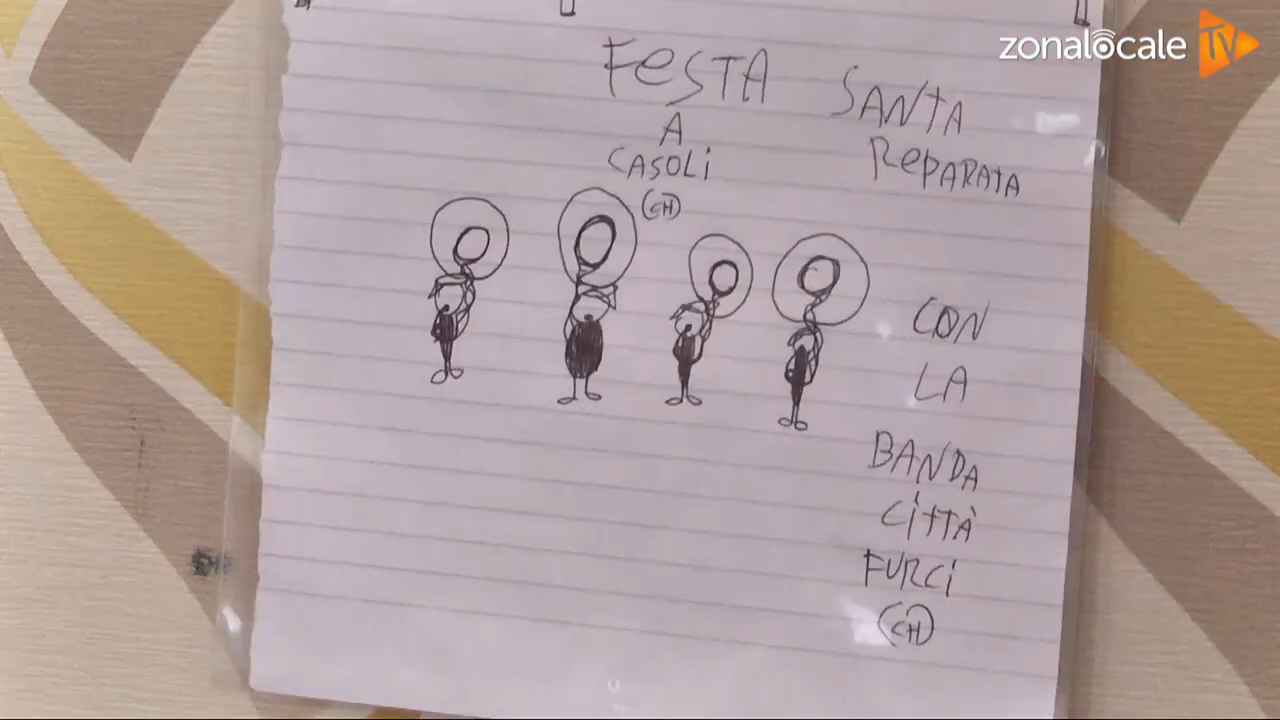 zonalocale TV
FESTA SANTA
REPARATA
A
CASOLI
(CH)
CON
LA
BANDA
CITTÀ
FURCI
(CH)